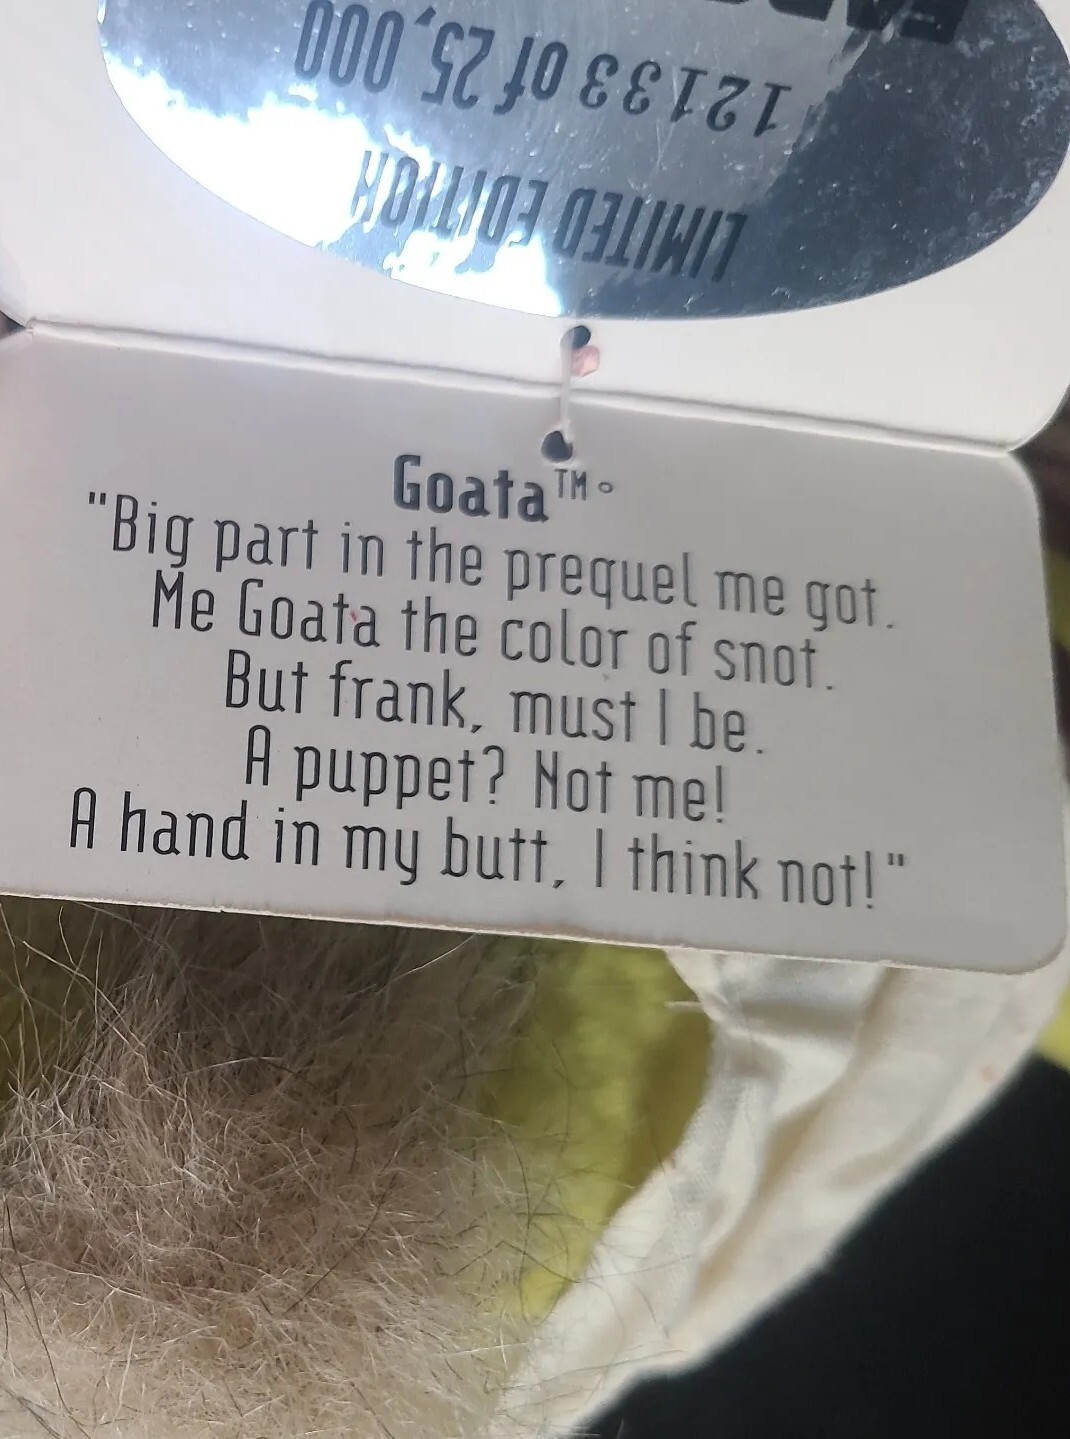 12133 of 25,000
LIMITED EDITION
Goata™
"Big part in the prequel me got.
Me Goata the color of snot.
But frank, must I be.
A puppet? Not me!
A hand in my butt, I think not!"